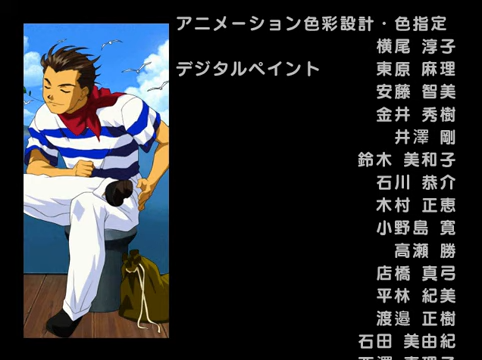 アニメーション色彩設計・色指定
横尾 淳子
デジタルペイント 東原 麻理
安藤 智美
金井 秀樹
井澤 剛
鈴木 美和子
石川 恭介
木村 正恵
小野島 寛
高瀬 勝
店橋 真弓
平林 紀美
渡邉 正樹
石田 美由紀